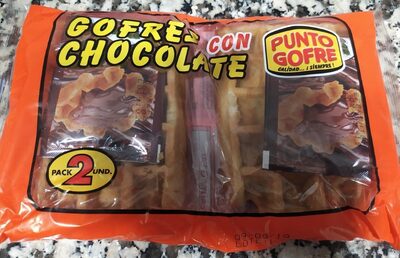 GOFRES CON
CHOCOLATE
PUNTO
GOFRE
CALIDAD... ¡SIEMPRE!
PACK 2 UND.